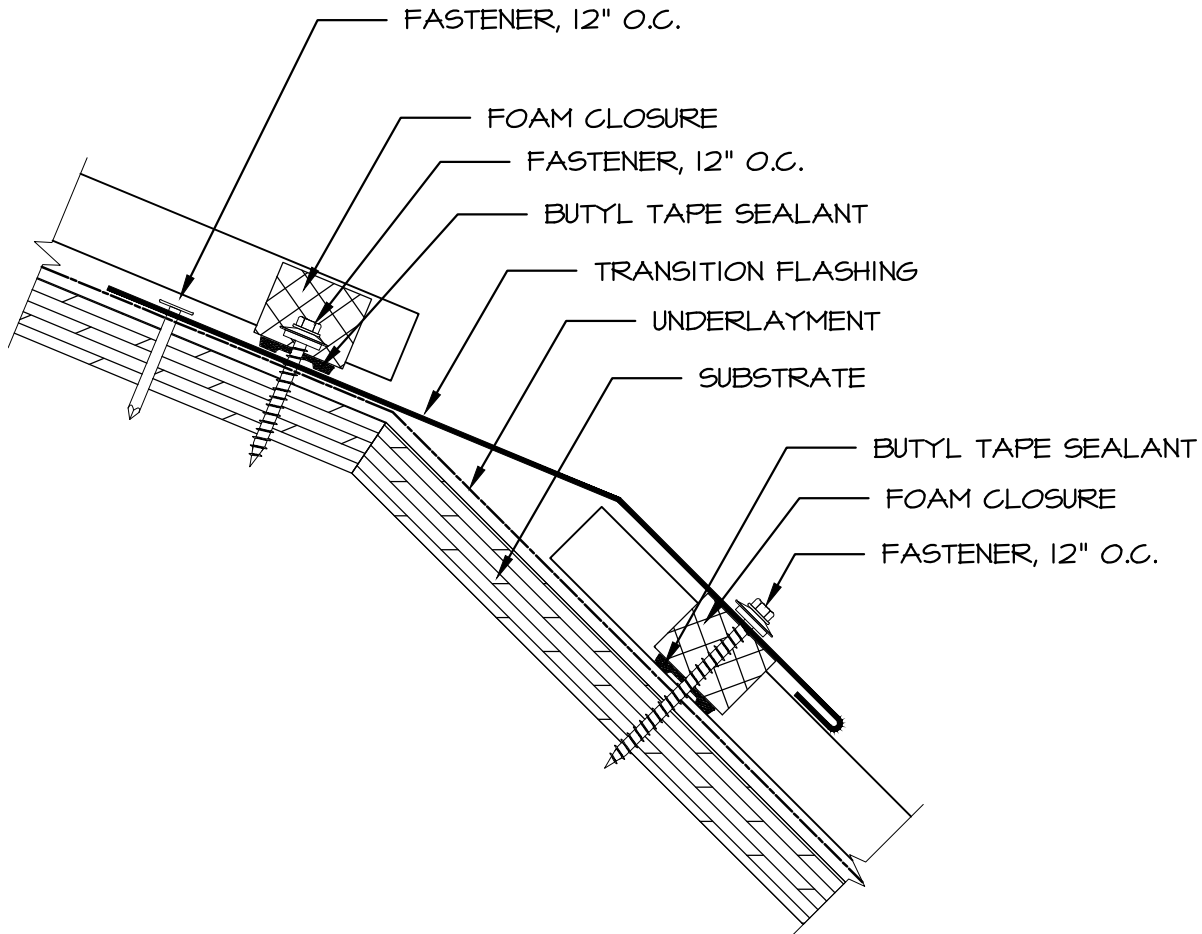 FASTENER, 12" O.C.
FOAM CLOSURE
FASTENER, 12" O.C.
BUTYL TAPE SEALANT
TRANSITION FLASHING
UNDERLAYMENT
SUBSTRATE
BUTYL TAPE SEALANT
FOAM CLOSURE
FASTENER, 12" O.C.